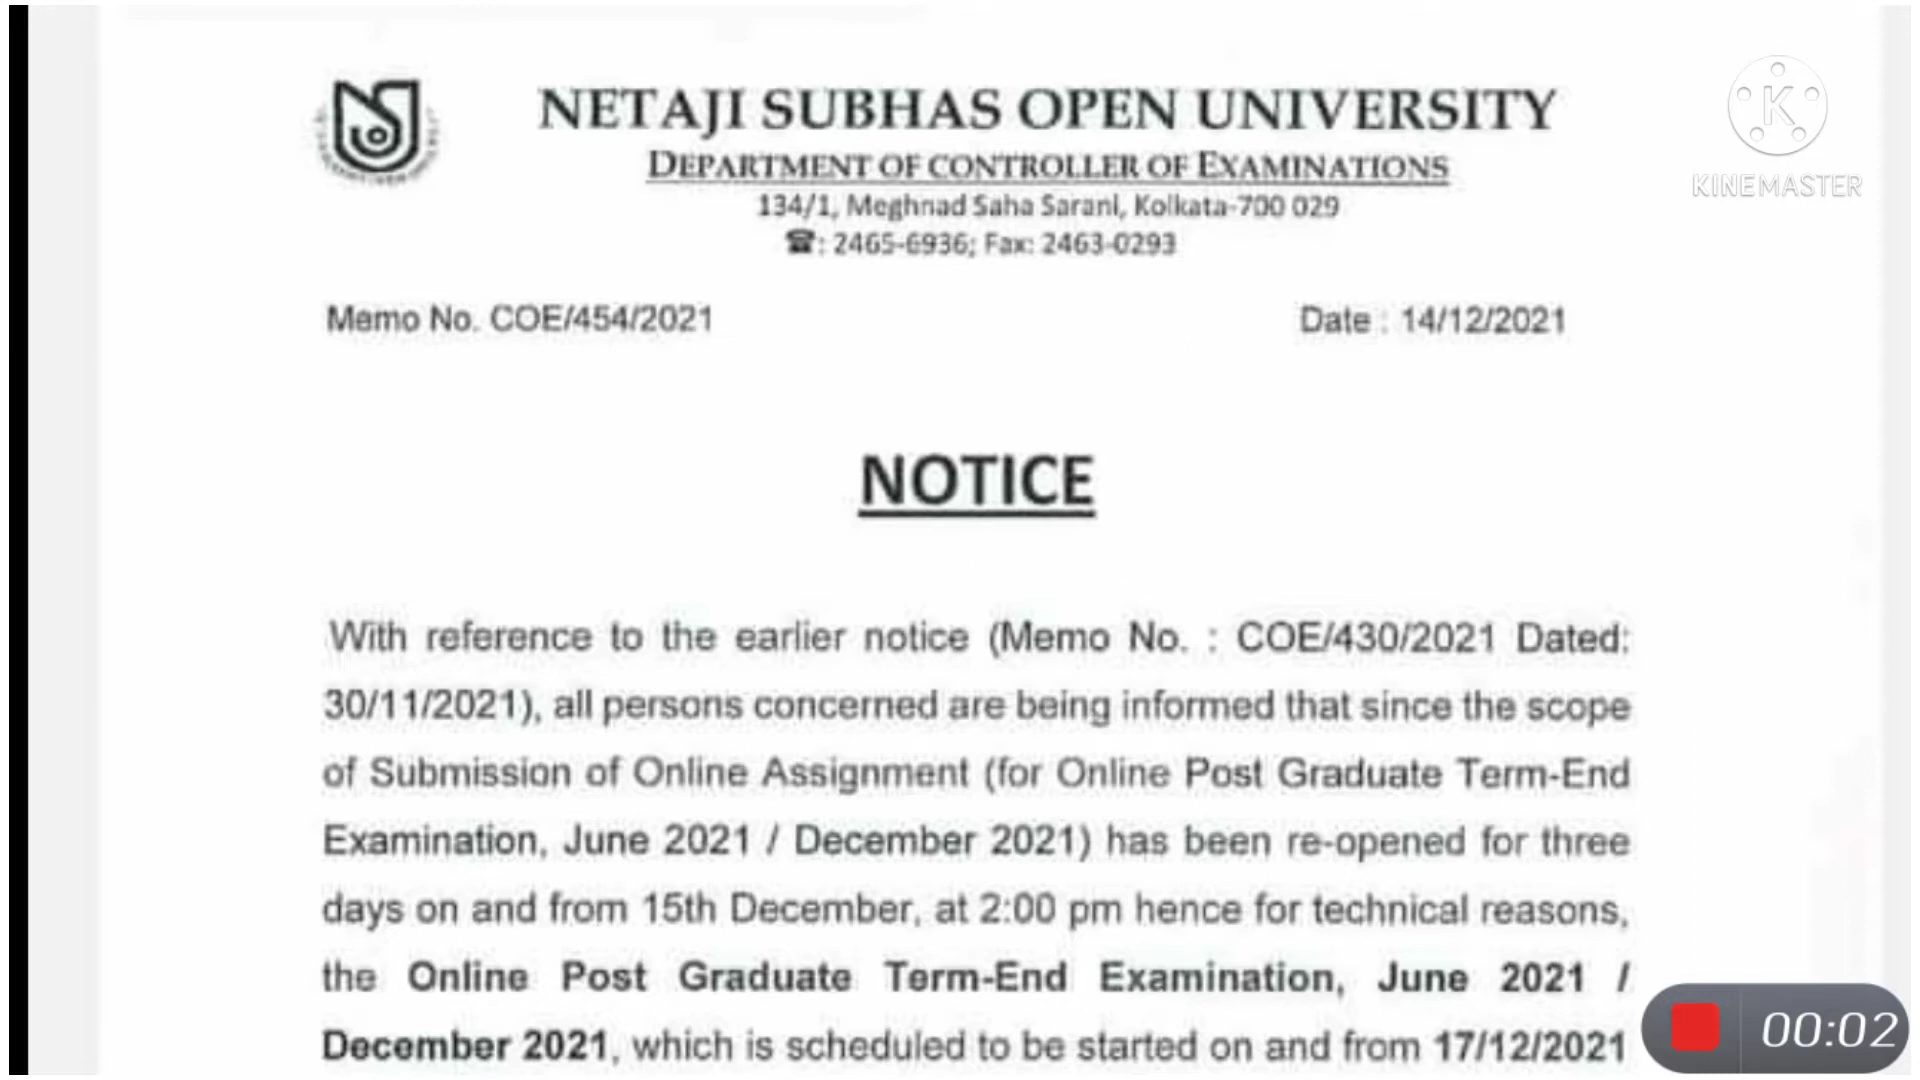 NETAJI SUBHAS OPEN UNIVERSITY
DEPARTMENT OF CONTROLLER OF EXAMINATIONS
134/1, Meghnad Saha Sarani, Kolkata-700 029
☎: 2465-6936; Fax: 2463-0293
K
KINEMASTER
Memo No. COE/454/2021
Date : 14/12/2021
NOTICE
With reference to the earlier notice (Memo No. : COE/430/2021 Dated:
30/11/2021), all persons concerned are being informed that since the scope
of Submission of Online Assignment (for Online Post Graduate Term-End
Examination, June 2021 / December 2021) has been re-opened for three
days on and from 15th December, at 2:00 pm hence for technical reasons,
the Online Post Graduate Term-End Examination, June 2021 /
December 2021, which is scheduled to be started on and from 17/12/2021
00:02